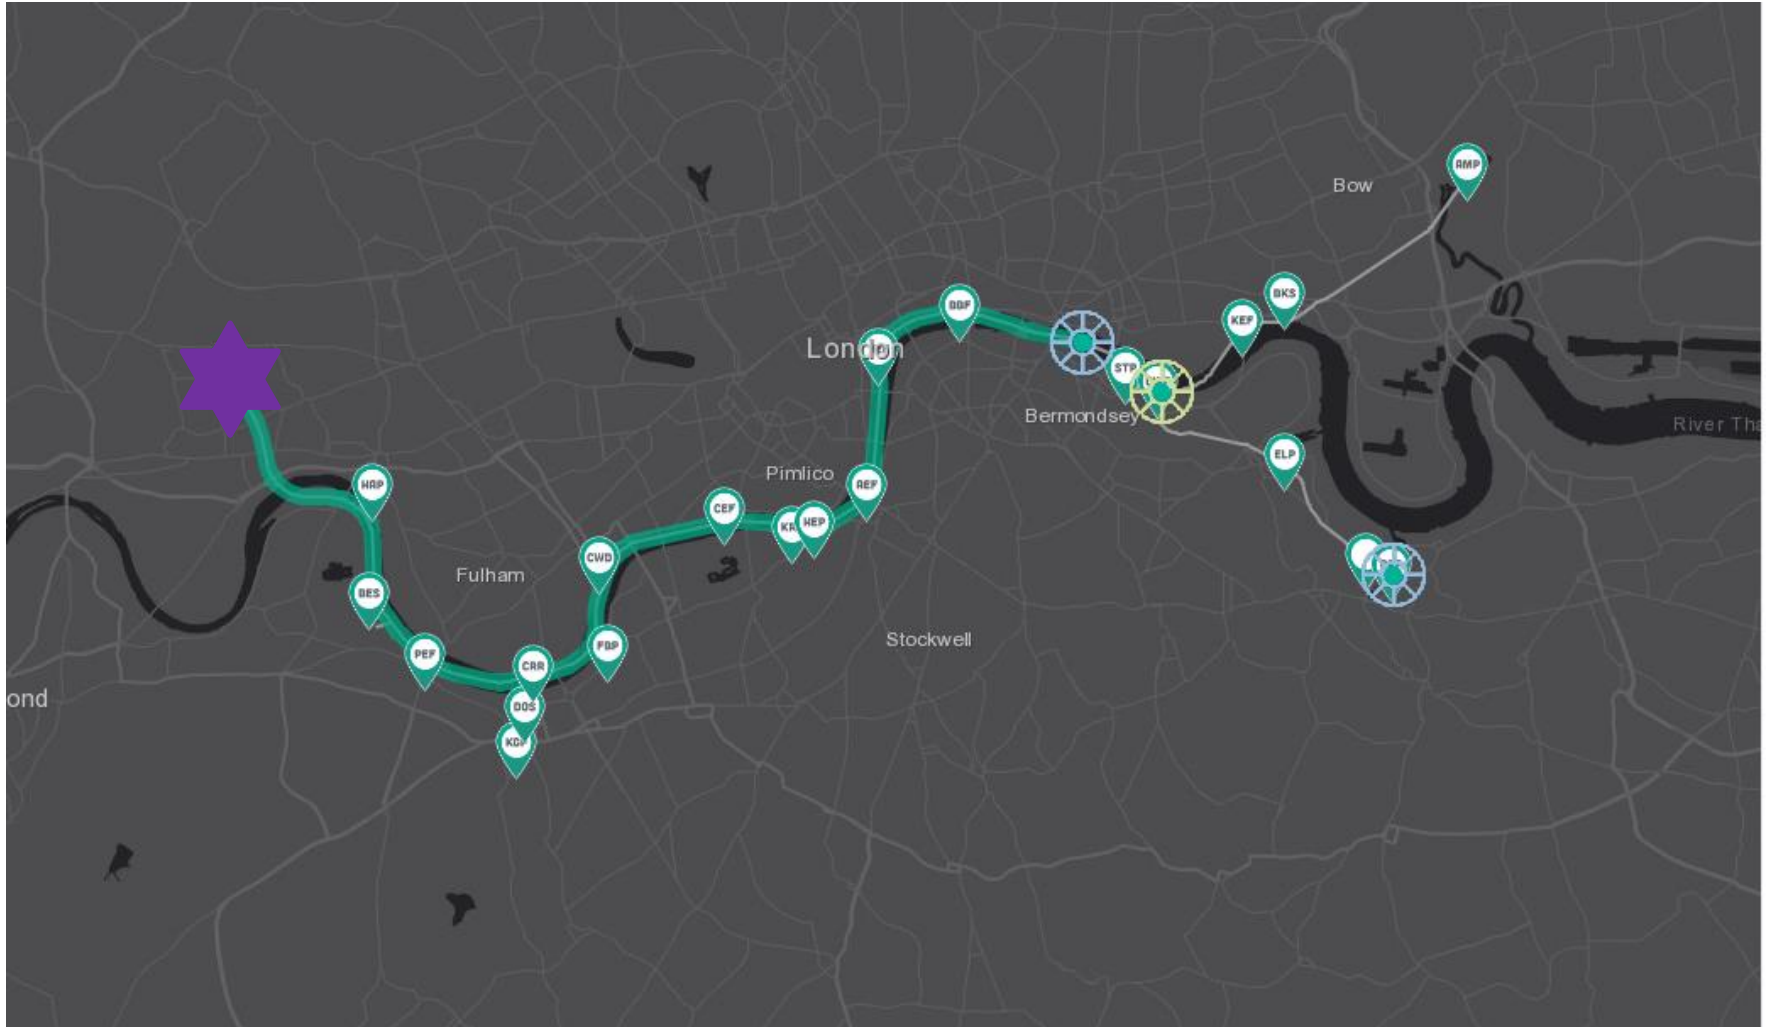 AMP
Bow
BKS
BBF
KEF
London
STP
Bermondsey
River Tha
ELP
Pimlico
HAP
AEF
CEF
HEP
CWD
Fulham
BES
Stockwell
FBP
PEF
CRR
ond
DOS